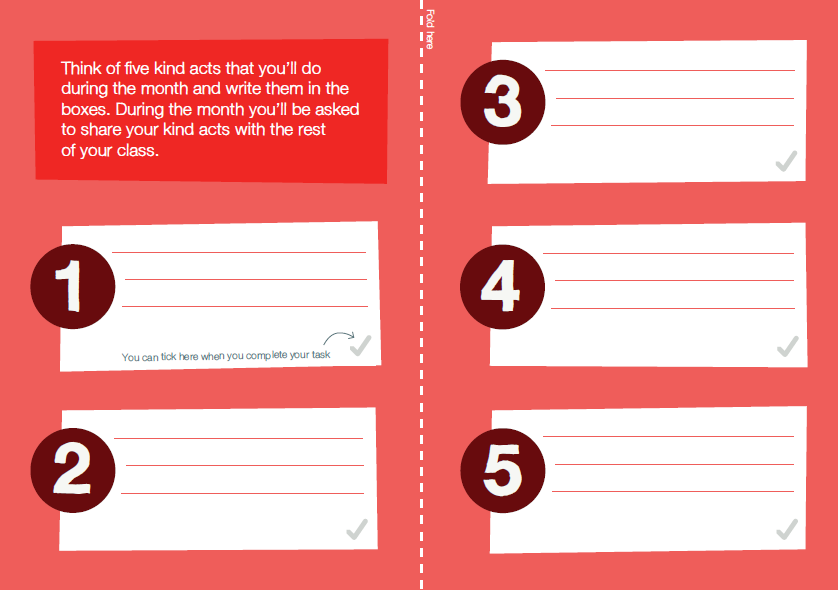 Think of five kind acts that you'll do
during the month and write them in the
boxes. During the month you'll be asked
to share your kind acts with the rest
of your class.
1
You can tick here when you complete your task
2
Fold here
3
4
5